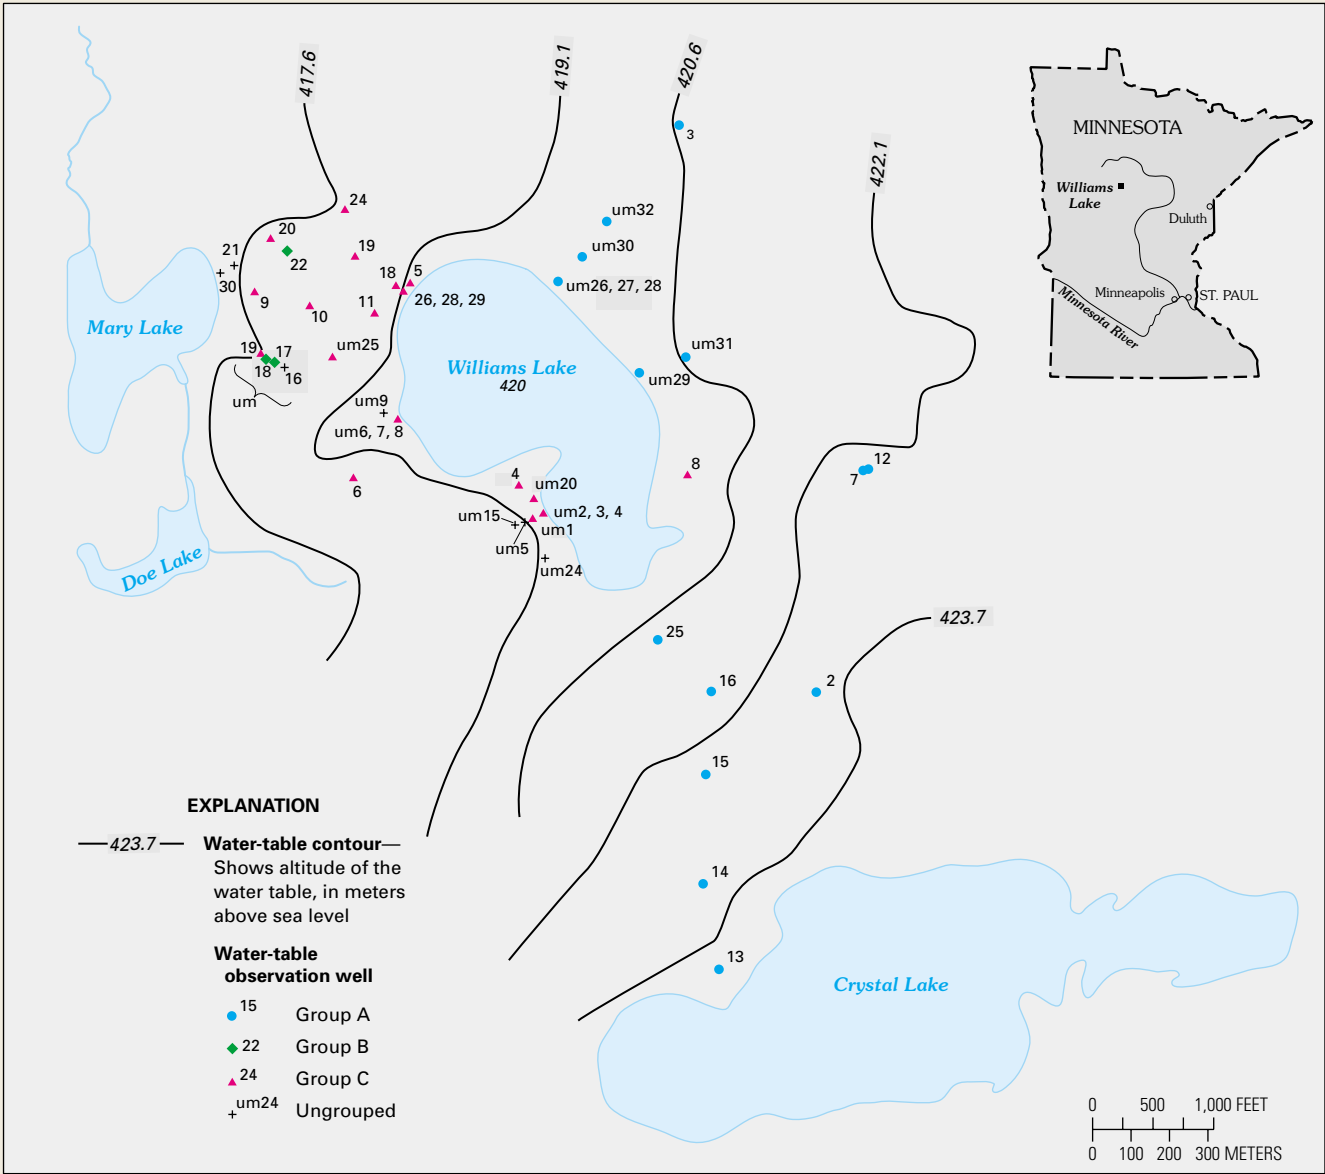 417.6
419.1
420.6
422.1
3
MINNESOTA
Williams
Lake
Duluth
Minneapolis
ST. PAUL
Minnesota River
24
20
22
21
30
19
18
5
26, 28, 29
9
10
11
um32
um30
um26, 27, 28
Mary Lake
Williams Lake
420
um31
um29
19
18
17
16
um
um25
um9
um6, 7, 8
6
4
um20
um2, 3, 4
um15
um1
um5
um24
8
12
7
Doe Lake
423.7
25
16
2
15
14
13
Crystal Lake
EXPLANATION
423.7 Water-table contour—
Shows altitude of the
water table, in meters
above sea level
Water-table
observation well
15 Group A
22 Group B
24 Group C
um24 Ungrouped
0 500 1,000 FEET
0 100 200 300 METERS